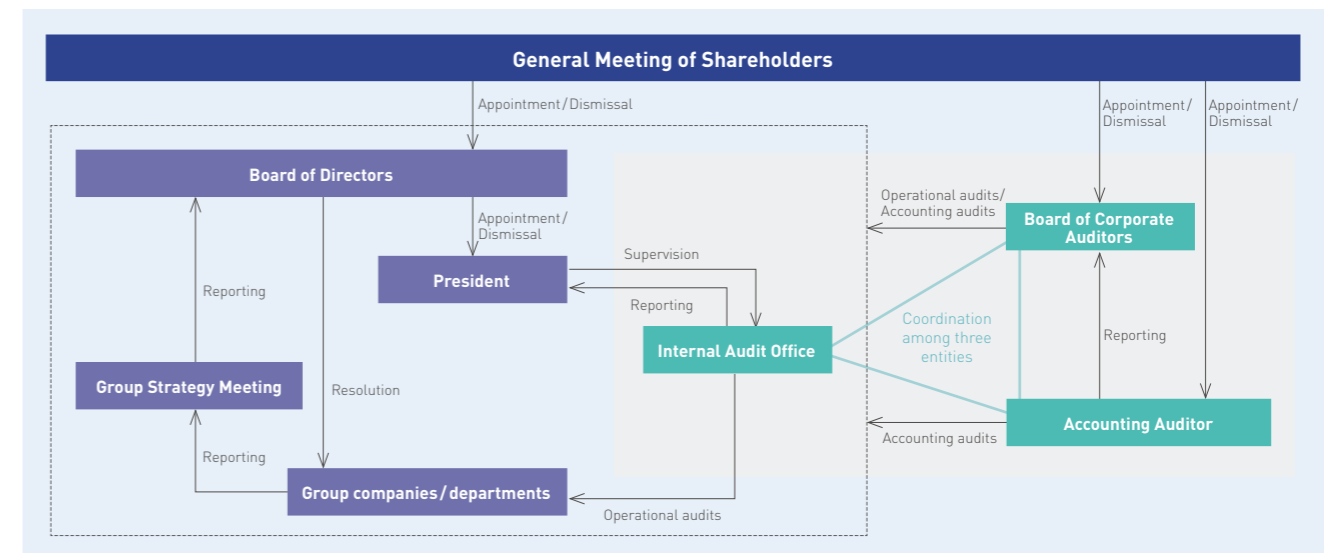 General Meeting of Shareholders
Appointment / Dismissal
Appointment /
Dismissal
Appointment /
Dismissal
Board of Directors
Operational audits/
Accounting audits
Board of Corporate
Auditors
Appointment /
Dismissal
Supervision
President
Reporting
Reporting
Coordination
among three
entities
Reporting
Internal Audit Office
Group Strategy Meeting
Resolution
Accounting Auditor
Accounting audits
Reporting
Group companies / departments
Operational audits